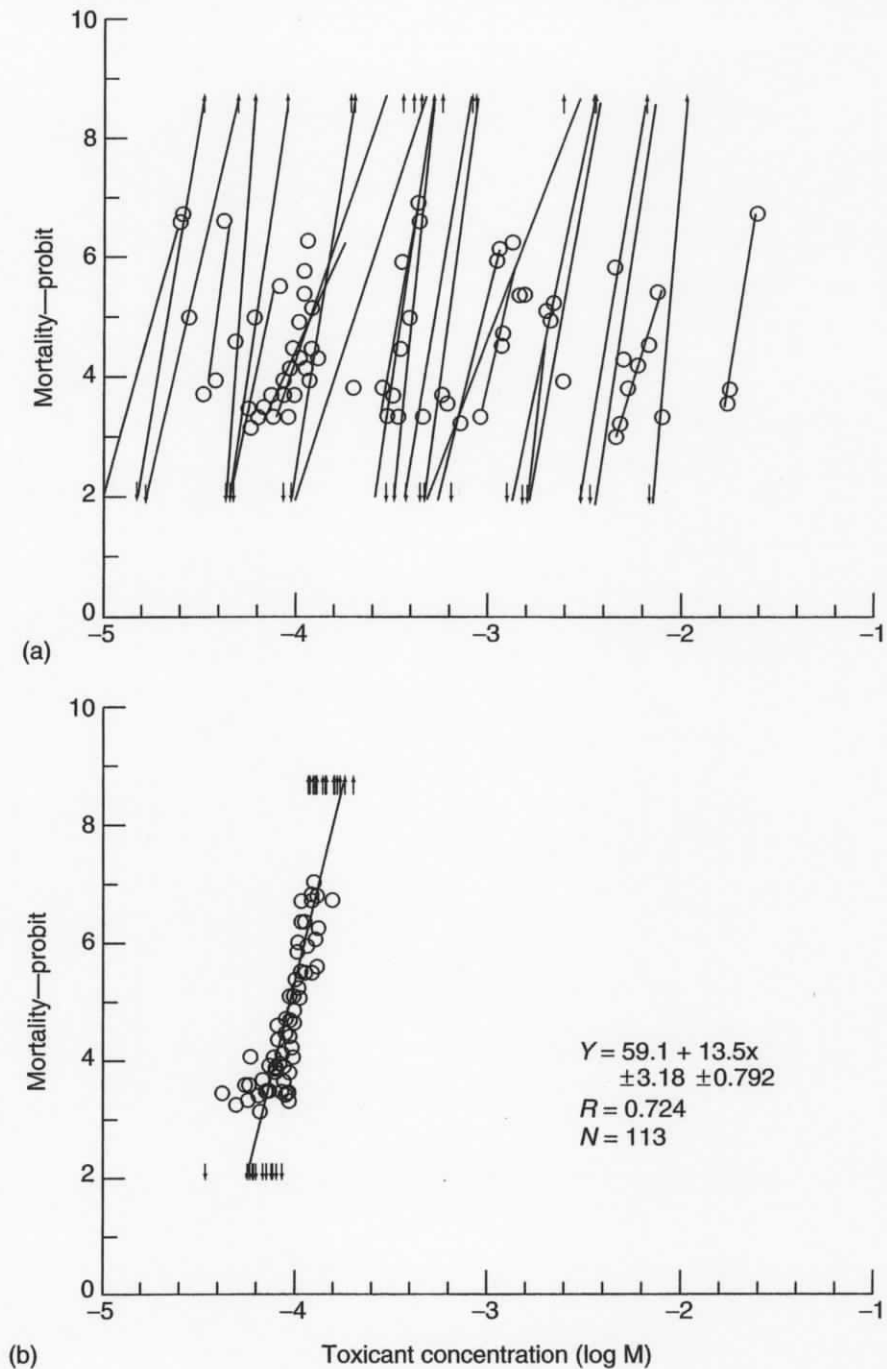 10
8
6
4
2
0
Mortality—probit
–5
–4
–3
–2
–1
(a)
10
8
6
4
2
0
Mortality—probit
Y = 59.1 + 13.5x
±3.18 ±0.792
R = 0.724
N = 113
–5
–4
–3
–2
–1
(b)
Toxicant concentration (log M)